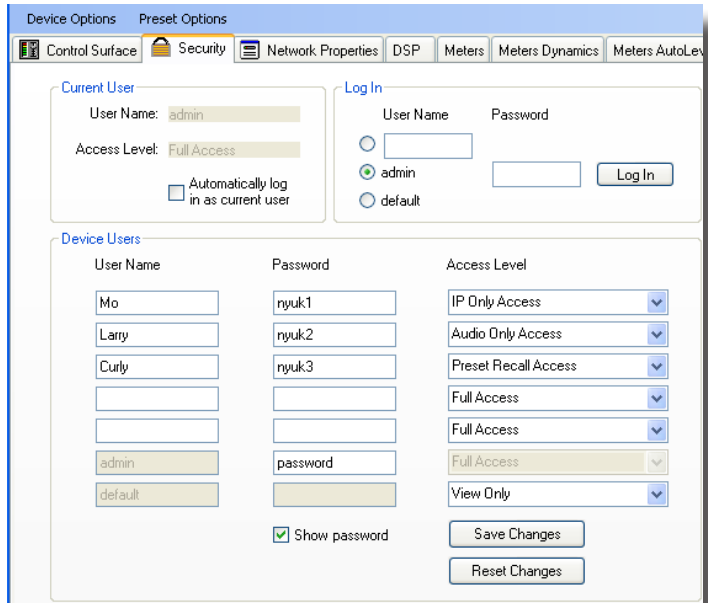 Device Options Preset Options
Control Surface Security Network Properties DSP Meters Meters Dynamics Meters AutoLev
Current User
User Name: admin
Access Level: Full Access
Automatically log
in as current user
Log In
User Name Password
admin
Log In
default
Device Users
User Name Password Access Level
Mo nyuk1 IP Only Access
Larry nyuk2 Audio Only Access
Curly nyuk3 Preset Recall Access
Full Access
Full Access
admin password Full Access
default View Only
Show password Save Changes
Reset Changes